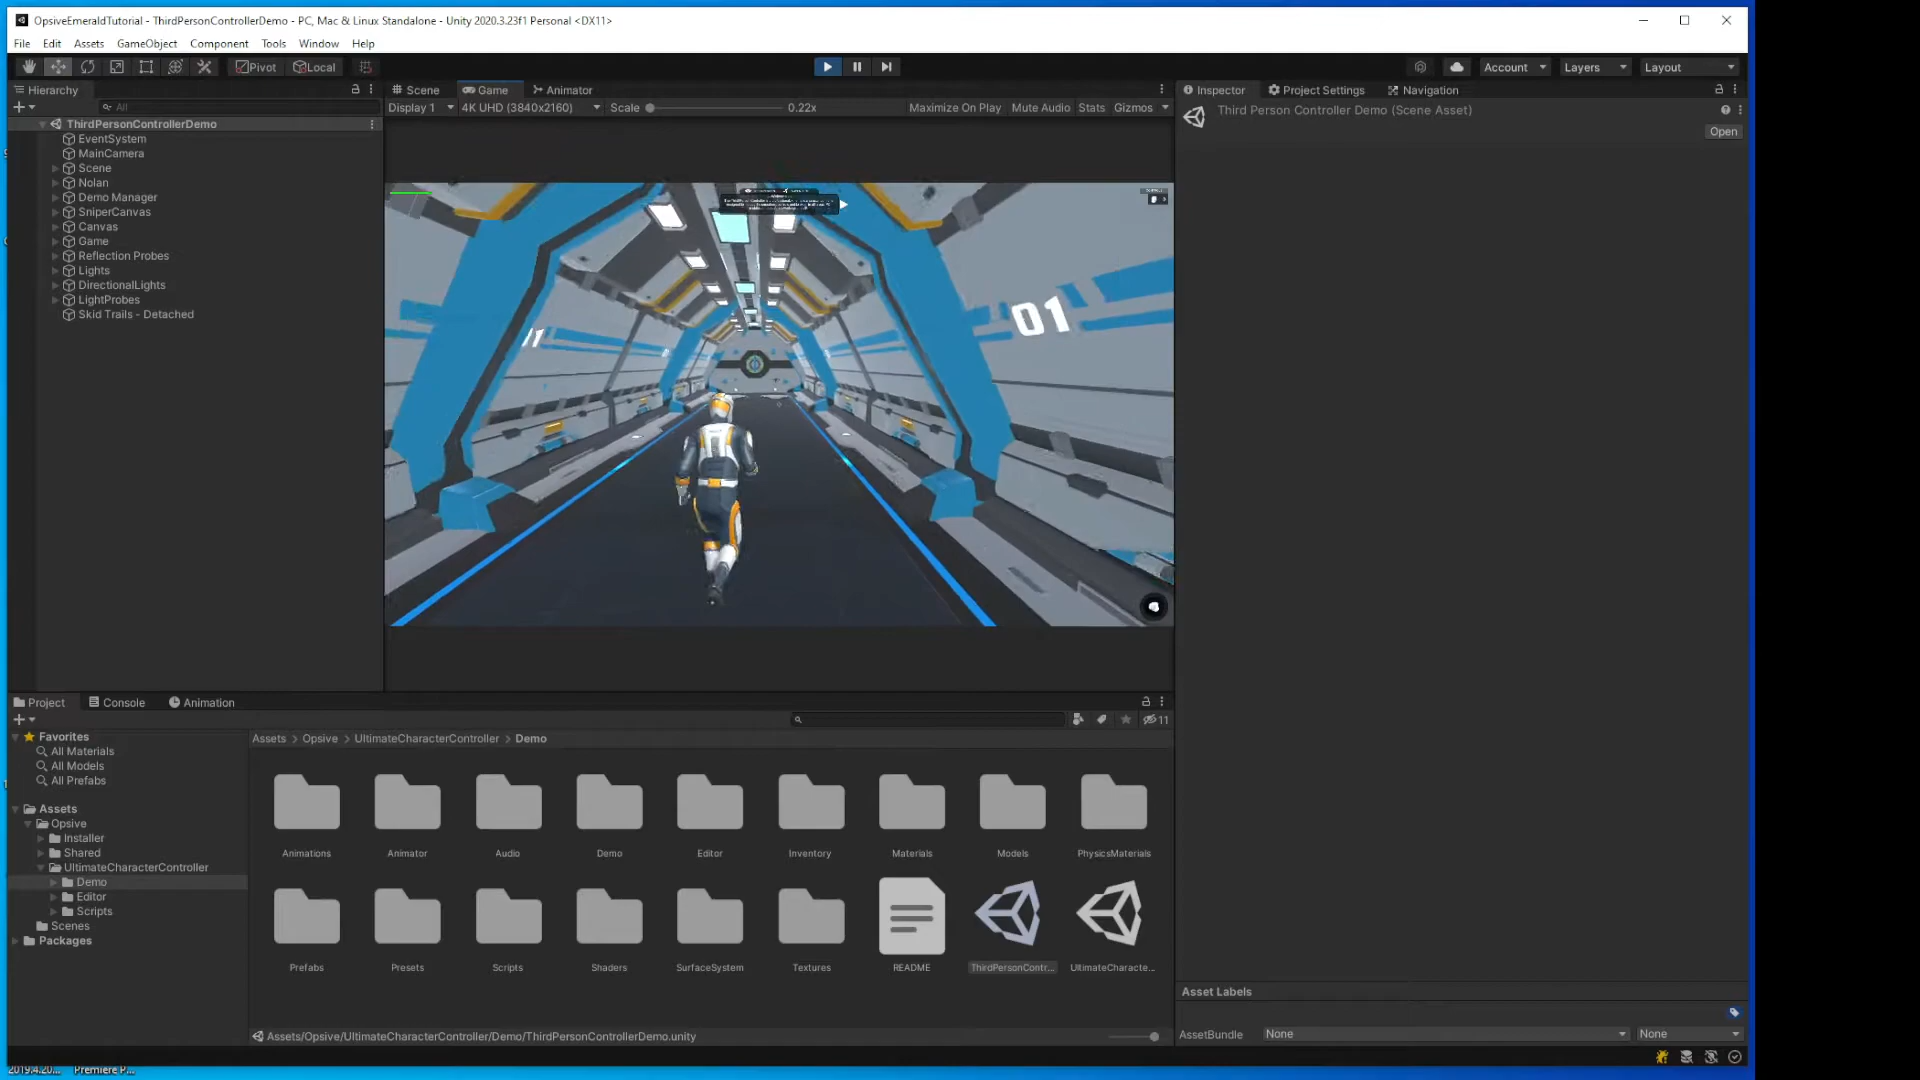 OpsiveEmeraldTutorial - ThirdPersonControllerDemo - PC, Mac & Linux Standalone - Unity 2020.3.23f1 Personal <DX11>
File Edit Assets GameObject Component Tools Window Help
Pivot Local Account Layers Layout
Hierarchy Scene Game Animator Inspector Project Settings Navigation
All Display 1 4K UHD (3840x2160) Scale 0.22x Maximize On Play Mute Audio Stats Gizmos
Third Person Controller Demo (Scene Asset)
Open
ThirdPersonControllerDemo
EventSystem
MainCamera
Scene
Nolan
Demo Manager
SniperCanvas
Canvas
Game
Reflection Probes
Lights
DirectionalLights
LightProbes
Skid Trails - Detached
01
Project Console Animation
11
Favorites
All Materials
All Models
All Prefabs
Assets
Opsive
Installer
Shared
UltimateCharacterController
Demo
Editor
Scripts
Scenes
Packages
Assets > Opsive > UltimateCharacterController > Demo
Animations Animator Audio Demo Editor Inventory Materials Models PhysicsMaterials
Prefabs Presets Scripts Shaders SurfaceSystem Textures README ThirdPersonContr... UltimateCharacte...
Assets/Opsive/UltimateCharacterController/Demo/ThirdPersonControllerDemo.unity
Asset Labels
AssetBundle None None
2019.4.20... Premiere P...